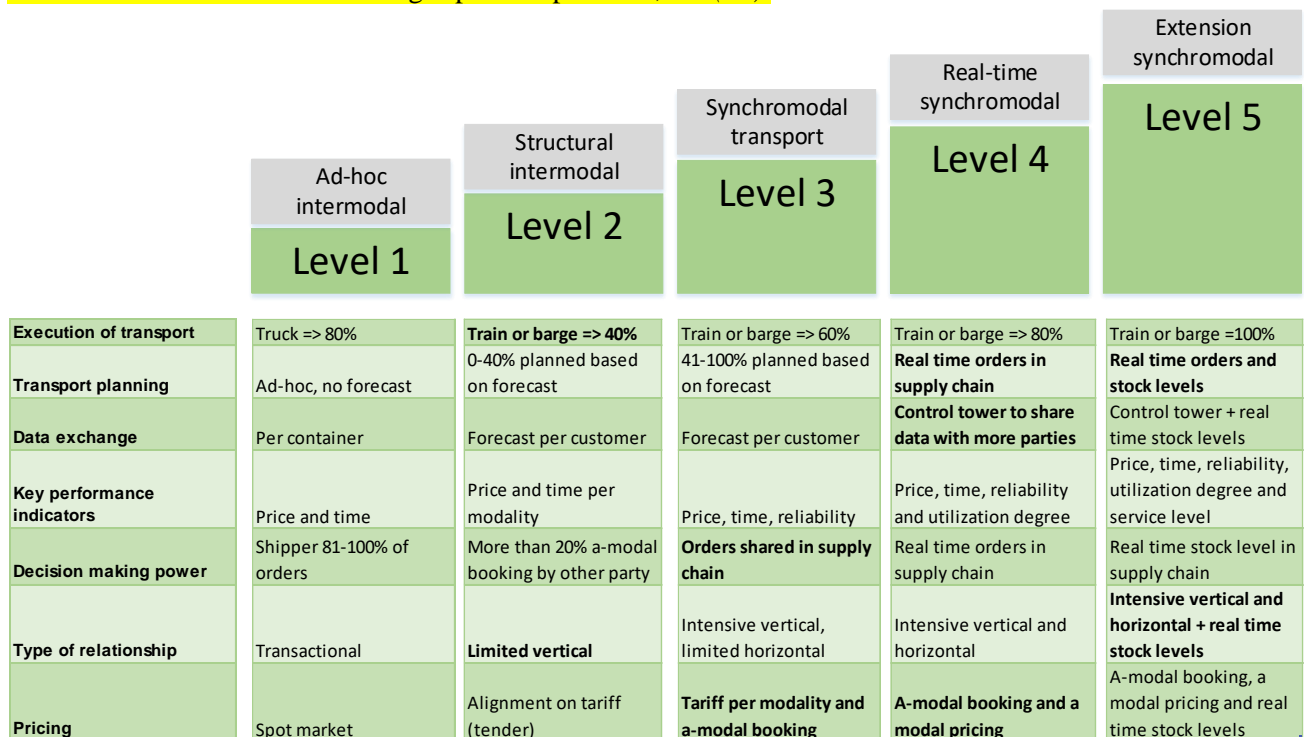 Extension
synchromodal
Level 5
Real-time
synchromodal
Level 4
Synchromodal
transport
Level 3
Structural
intermodal
Level 2
Ad-hoc
intermodal
Level 1
Execution of transport
Truck => 80%
Train or barge => 40%
Train or barge => 60%
Train or barge => 80%
Train or barge =100%
Transport planning
Ad-hoc, no forecast
0-40% planned based
on forecast
41-100% planned based
on forecast
Real time orders in
supply chain
Real time orders and
stock levels
Data exchange
Per container
Forecast per customer
Forecast per customer
Control tower to share
data with more parties
Control tower + real
time stock levels
Key performance
indicators
Price and time
Price and time per
modality
Price, time, reliability
Price, time, reliability
and utilization degree
Price, time, reliability,
utilization degree and
service level
Decision making power
Shipper 81-100% of
orders
More than 20% a-modal
booking by other party
Orders shared in supply
chain
Real time orders in
supply chain
Real time stock level in
supply chain
Type of relationship
Transactional
Limited vertical
Intensive vertical,
limited horizontal
Intensive vertical and
horizontal
Intensive vertical and
horizontal + real time
stock levels
Pricing
Spot market
Alignment on tariff
(tender)
Tariff per modality and
a-modal booking
A-modal booking and a
modal pricing
A-modal booking, a
modal pricing and real
time stock levels